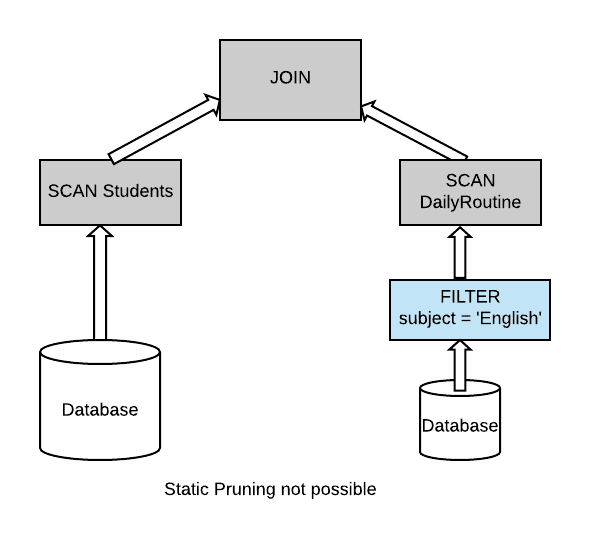 JOIN
SCAN Students
SCAN
DailyRoutine
FILTER
subject = 'English'
Database
Database
Static Pruning not possible